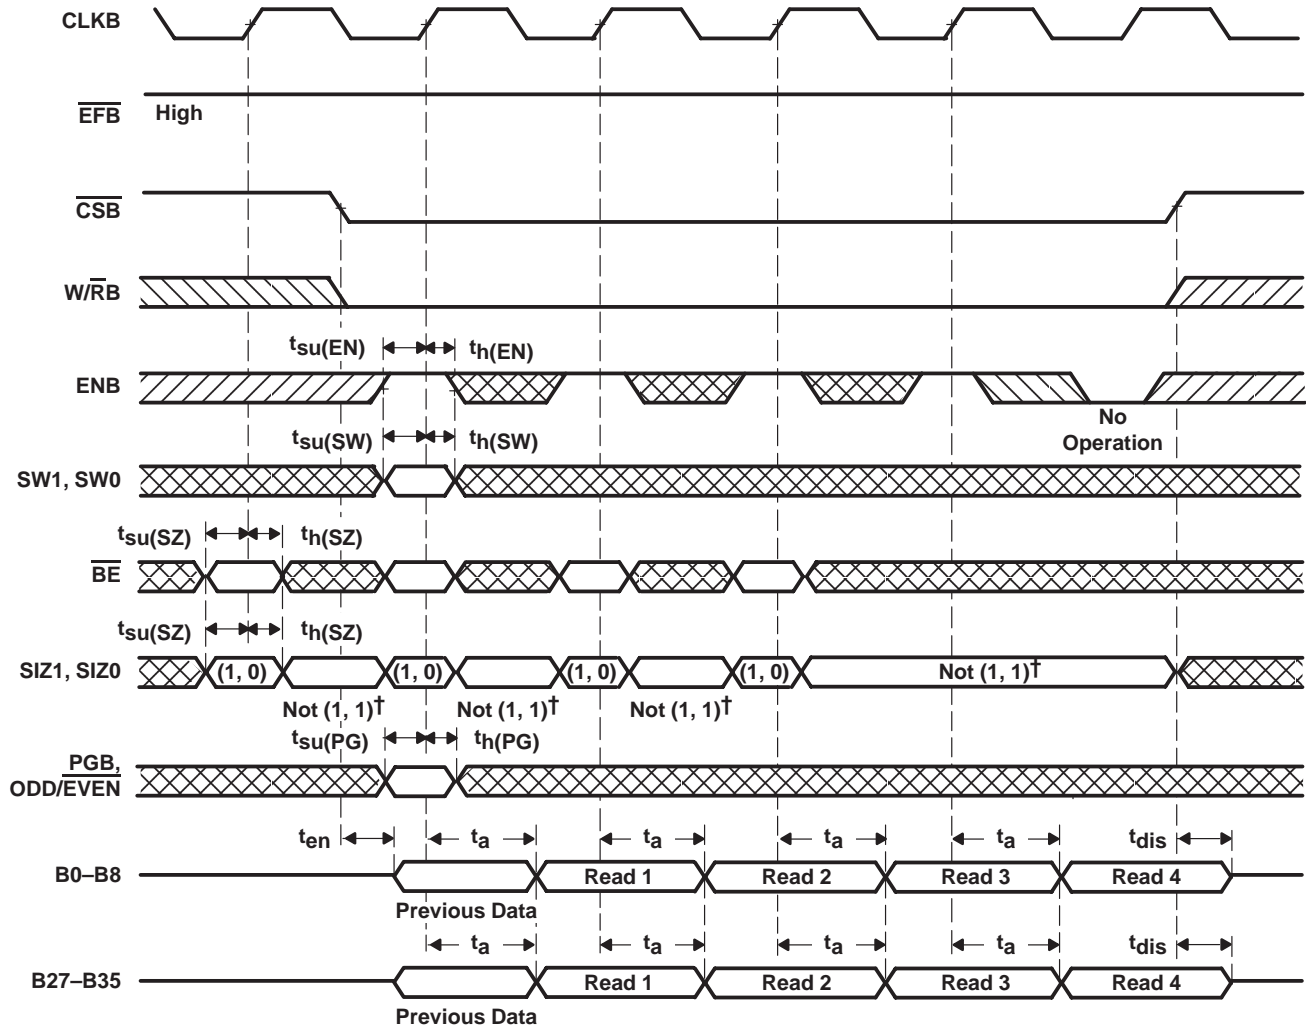 CLKB
EFB High
CSB
W/RB
tsu(EN) th(EN)
ENB
No
Operation
tsu(SW) th(SW)
SW1, SW0
tsu(SZ) th(SZ)
BE
tsu(SZ) th(SZ)
SIZ1, SIZ0 (1, 0) (1, 0) (1, 0) (1, 0) Not (1, 1)†
Not (1, 1)† Not (1, 1)† Not (1, 1)†
tsu(PG) th(PG)
PGB,
ODD/EVEN
ten ta ta ta ta tdis
B0–B8 Read 1 Read 2 Read 3 Read 4
Previous Data
ta ta ta ta tdis
B27–B35 Read 1 Read 2 Read 3 Read 4
Previous Data